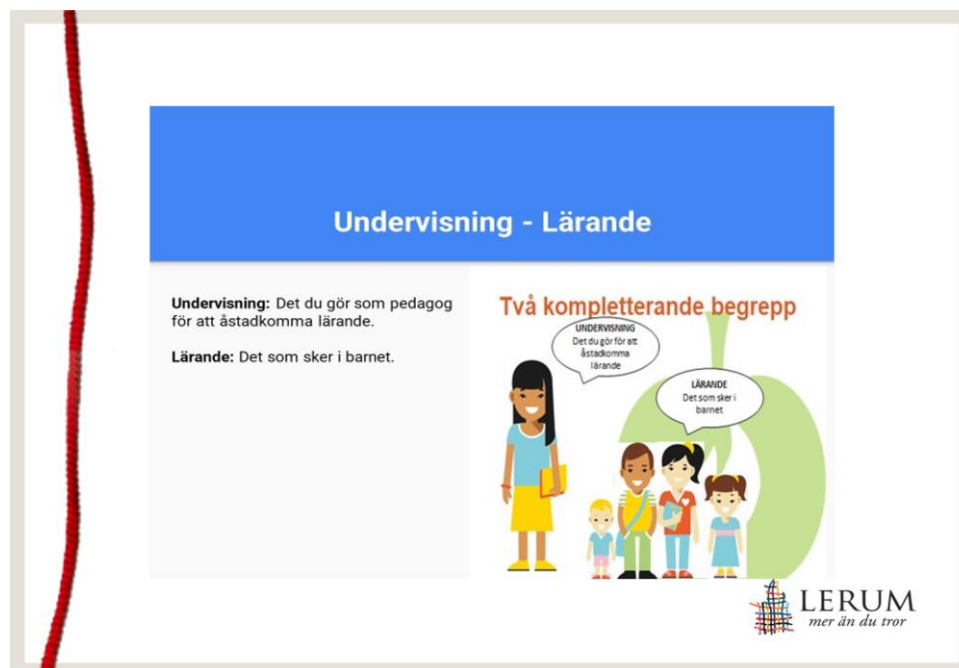 Undervisning - Lärande
Undervisning: Det du gör som pedagog
för att åstadkomma lärande.
Lärande: Det som sker i barnet.
Två kompletterande begrepp
UNDERVISNING
Det du gör för att
åstadkomma
lärande
LÄRANDE
Det som sker i
barnet
LERUM
mer än du tror